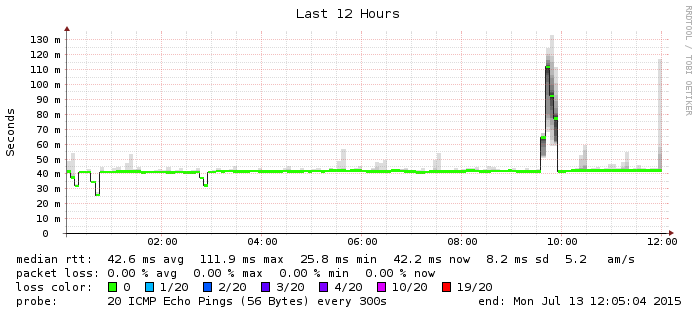 Last 12 Hours
RRDTOOL / TOBI OETIKER
Seconds
130 m
120 m
110 m
100 m
90 m
80 m
70 m
60 m
50 m
40 m
30 m
20 m
10 m
0
02:00 04:00 06:00 08:00 10:00 12:00
median rtt: 42.6 ms avg 111.9 ms max 25.8 ms min 42.2 ms now 8.2 ms sd 5.2 am/s
packet loss: 0.00 % avg 0.00 % max 0.00 % min 0.00 % now
loss color: 0 1/20 2/20 3/20 4/20 10/20 19/20
probe: 20 ICMP Echo Pings (56 Bytes) every 300s end: Mon Jul 13 12:05:04 2015